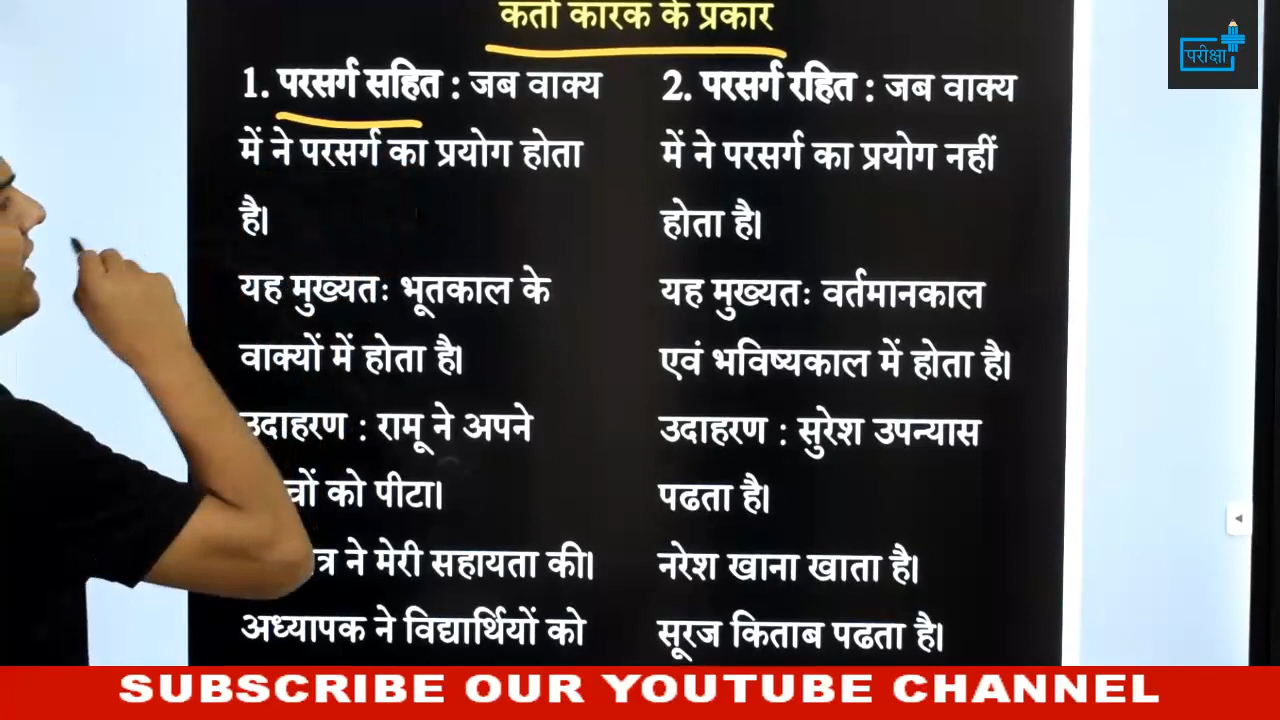 कर्ता कारक के प्रकार
परीक्षा
1. परसर्ग सहित : जब वाक्य
में ने परसर्ग का प्रयोग होता
है।
यह मुख्यतः भूतकाल के
वाक्यों में होता है।
उदाहरण : रामू ने अपने
को पीटा।
ने मेरी सहायता की।
अध्यापक ने विद्यार्थियों को
2. परसर्ग रहित : जब वाक्य
में ने परसर्ग का प्रयोग नहीं
होता है।
यह मुख्यतः वर्तमानकाल
एवं भविष्यकाल में होता है।
उदाहरण : सुरेश उपन्यास
पढता है।
नरेश खाना खाता है।
सूरज किताब पढता है।
SUBSCRIBE OUR YOUTUBE CHANNEL